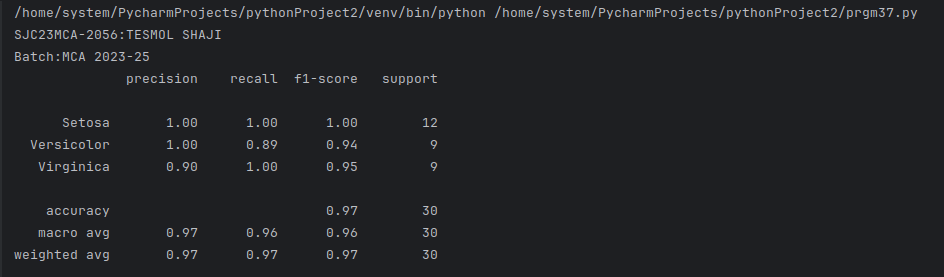 /home/system/PycharmProjects/pythonProject2/venv/bin/python /home/system/PycharmProjects/pythonProject2/prgm37.py
SJC23MCA-2056:TESMOL SHAJI
Batch:MCA 2023-25
              precision    recall  f1-score   support

      Setosa       1.00      1.00      1.00        12
  Versicolor       1.00      0.89      0.94         9
   Virginica       0.90      1.00      0.95         9

    accuracy                           0.97        30
   macro avg       0.97      0.96      0.96        30
weighted avg       0.97      0.97      0.97        30